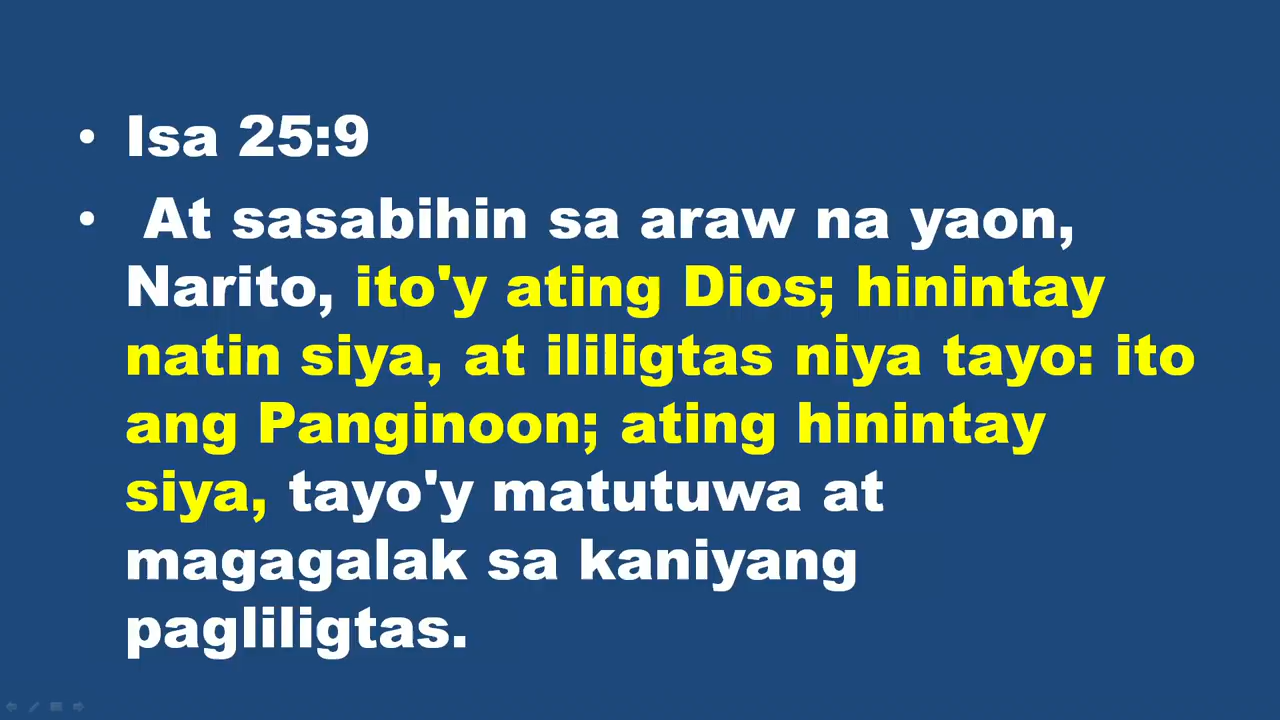 • Isa 25:9
• At sasabihin sa araw na yaon,
Narito, ito'y ating Dios; hinintay
natin siya, at ililigtas niya tayo: ito
ang Panginoon; ating hinintay
siya, tayo'y matutuwa at
magagalak sa kaniyang
pagliligtas.